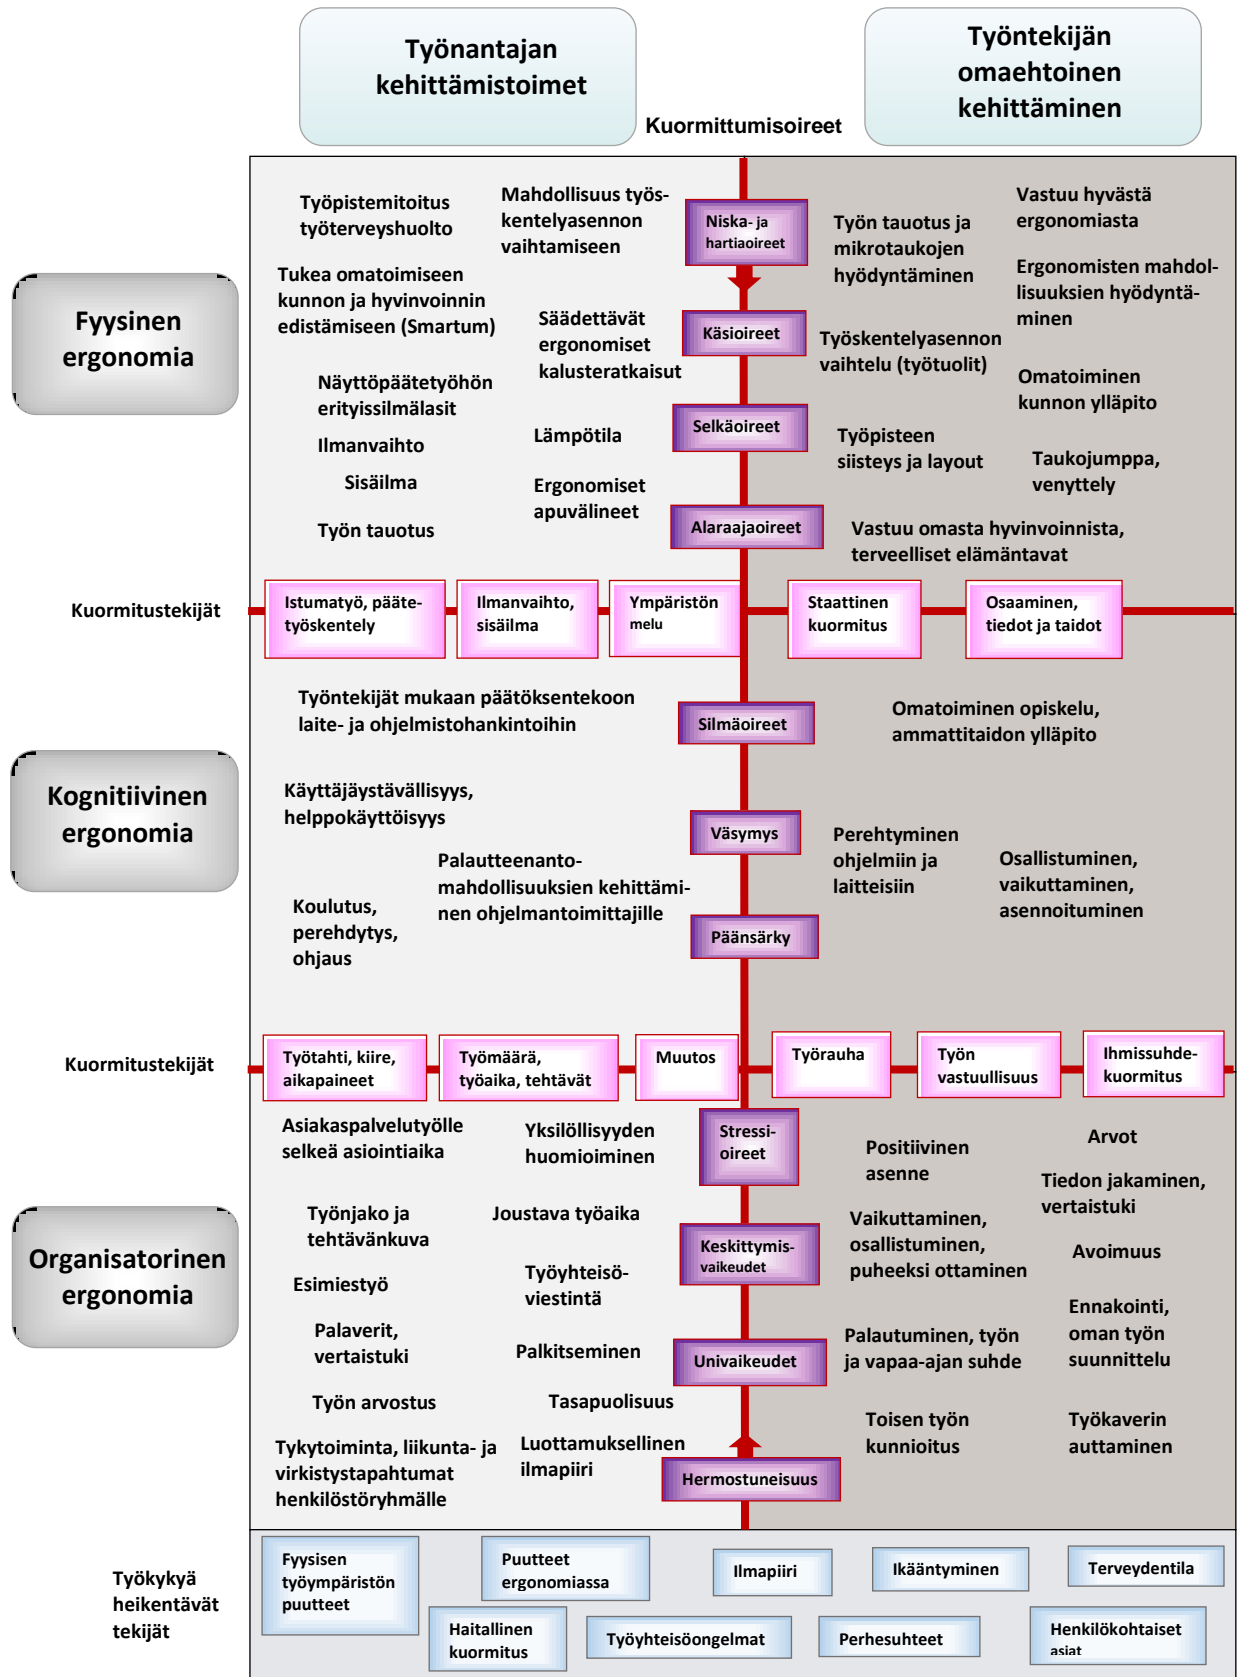 Työnantajan
kehittämistoimet
Työntekijän
omaehtoinen
kehittäminen
Kuormittumisoireet
Fyysinen
ergonomia
Työpistemitoitus
työterveyshuolto
Mahdollisuus työs-
kentelyasennon
vaihtamiseen
Tukea omatoimiseen
kunnon ja hyvinvoinnin
edistämiseen (Smartum)
Säädettävät
ergonomiset
kalusteratkaisut
Näyttöpäätetyöhön
erityissilmälasit
Ilmanvaihto
Lämpötila
Sisäilma
Ergonomiset
apuvälineet
Työn tauotus
Niska- ja
hartiaoireet
Käsioireet
Selkäoireet
Alaraajaoireet
Työn tauotus ja
mikrotaukojen
hyödyntäminen
Vastuu hyvästä
ergonomiasta
Ergonomisten mahdol-
lisuuksien hyödyntä-
minen
Työskentelyasennon
vaihtelu (työtuolit)
Omatoiminen
kunnon ylläpito
Työpisteen
siisteys ja layout
Taukojumppa,
venyttely
Vastuu omasta hyvinvoinnista,
terveelliset elämäntavat
Kuormitustekijät
Istumatyö, pääte-
työskentely
Ilmanvaihto,
sisäilma
Ympäristön
melu
Staattinen
kuormitus
Osaaminen,
tiedot ja taidot
Kognitiivinen
ergonomia
Työntekijät mukaan päätöksentekoon
laite- ja ohjelmistohankintoihin
Käyttäjäystävällisyys,
helppokäyttöisyys
Palautteenanto-
mahdollisuuksien kehittämi-
nen ohjelmantoimittajille
Koulutus,
perehdytys,
ohjaus
Silmäoireet
Väsymys
Päänsärky
Omatoiminen opiskelu,
ammattitaidon ylläpito
Perehtyminen
ohjelmiin ja
laitteisiin
Osallistuminen,
vaikuttaminen,
asennoituminen
Kuormitustekijät
Työtahti, kiire,
aikapaineet
Työmäärä,
työaika, tehtävät
Muutos
Työrauha
Työn
vastuullisuus
Ihmissuhde-
kuormitus
Organisatorinen
ergonomia
Asiakaspalvelutyölle
selkeä asiointiaika
Yksilöllisyyden
huomioiminen
Työnjako ja
tehtävänkuva
Joustava työaika
Esimiestyö
Työyhteisö-
viestintä
Palaverit,
vertaistuki
Palkitseminen
Työn arvostus
Tasapuolisuus
Tykytoiminta, liikunta- ja
virkistystapahtumat
henkilöstöryhmälle
Luottamuksellinen
ilmapiiri
Stressi-
oireet
Keskittymis-
vaikeudet
Univaikeudet
Hermostuneisuus
Positiivinen
asenne
Arvot
Tiedon jakaminen,
vertaistuki
Vaikuttaminen,
osallistuminen,
puheeksi ottaminen
Avoimuus
Ennakointi,
oman työn
suunnittelu
Palautuminen, työn
ja vapaa-ajan suhde
Toisen työn
kunnioitus
Työkaverin
auttaminen
Työkykyä
heikentävät
tekijät
Fyysisen
työympäristön
puutteet
Puutteet
ergonomiassa
Ilmapiiri
Ikääntyminen
Terveydentila
Haitallinen
kuormitus
Työyhteisöongelmat
Perhesuhteet
Henkilökohtaiset
asiat